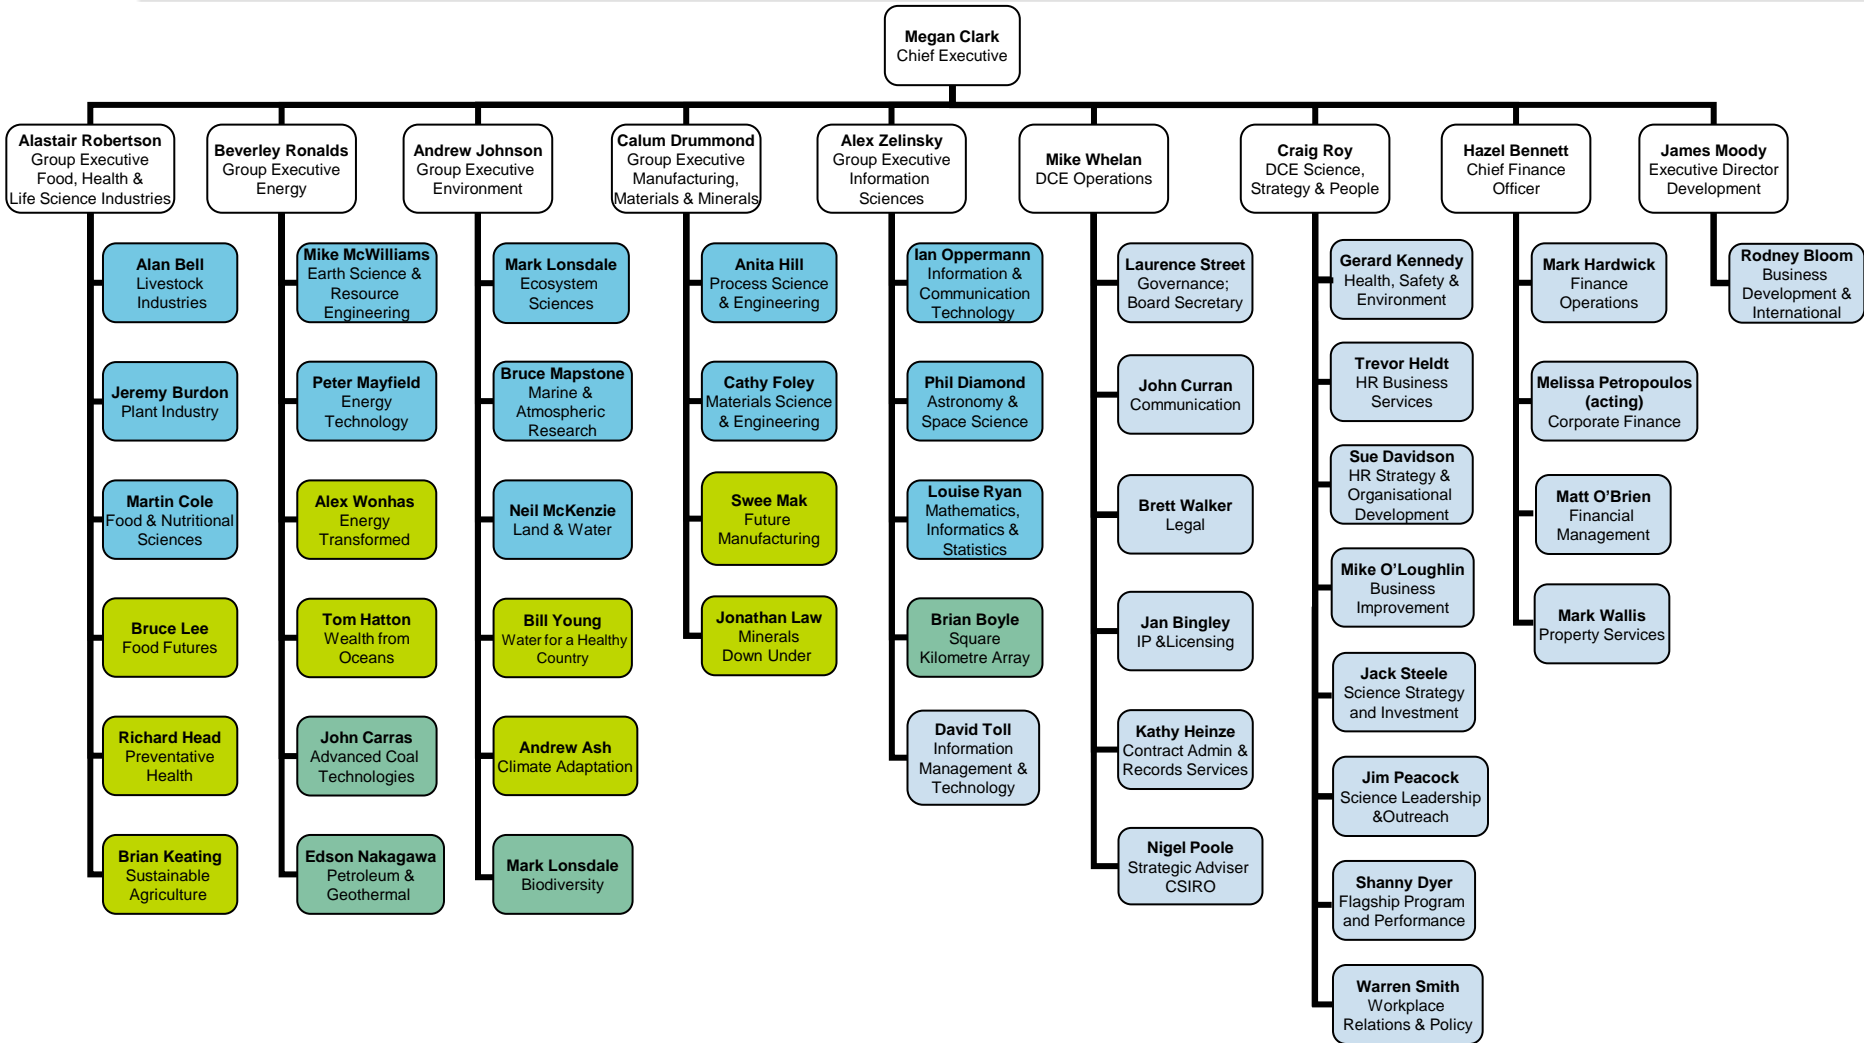 Megan Clark
Chief Executive
Alastair Robertson
Group Executive
Food, Health &
Life Science Industries
Beverley Ronalds
Group Executive
Energy
Andrew Johnson
Group Executive
Environment
Calum Drummond
Group Executive
Manufacturing,
Materials & Minerals
Alex Zelinsky
Group Executive
Information
Sciences
Mike Whelan
DCE Operations
Craig Roy
DCE Science,
Strategy & People
Hazel Bennett
Chief Finance
Officer
James Moody
Executive Director
Development
Alan Bell
Livestock
Industries
Jeremy Burdon
Plant Industry
Martin Cole
Food & Nutritional
Sciences
Bruce Lee
Food Futures
Richard Head
Preventative
Health
Brian Keating
Sustainable
Agriculture
Mike McWilliams
Earth Science &
Resource
Engineering
Peter Mayfield
Energy
Technology
Alex Wonhas
Energy
Transformed
Tom Hatton
Wealth from
Oceans
John Carras
Advanced Coal
Technologies
Edson Nakagawa
Petroleum &
Geothermal
Mark Lonsdale
Ecosystem
Sciences
Bruce Mapstone
Marine &
Atmospheric
Research
Neil McKenzie
Land & Water
Bill Young
Water for a Healthy
Country
Andrew Ash
Climate Adaptation
Mark Lonsdale
Biodiversity
Anita Hill
Process Science
& Engineering
Cathy Foley
Materials Science
& Engineering
Swee Mak
Future
Manufacturing
Jonathan Law
Minerals
Down Under
Ian Oppermann
Information &
Communication
Technology
Phil Diamond
Astronomy &
Space Science
Louise Ryan
Mathematics,
Informatics &
Statistics
Brian Boyle
Square
Kilometre Array
David Toll
Information
Management &
Technology
Laurence Street
Governance;
Board Secretary
John Curran
Communication
Brett Walker
Legal
Jan Bingley
IP &Licensing
Kathy Heinze
Contract Admin &
Records Services
Nigel Poole
Strategic Adviser
CSIRO
Gerard Kennedy
Health, Safety &
Environment
Trevor Heldt
HR Business
Services
Sue Davidson
HR Strategy &
Organisational
Development
Mike O'Loughlin
Business
Improvement
Jack Steele
Science Strategy
and Investment
Jim Peacock
Science Leadership
&Outreach
Shanny Dyer
Flagship Program
and Performance
Warren Smith
Workplace
Relations & Policy
Mark Hardwick
Finance
Operations
Melissa Petropoulos
(acting)
Corporate Finance
Matt O'Brien
Financial
Management
Mark Wallis
Property Services
Rodney Bloom
Business
Development &
International